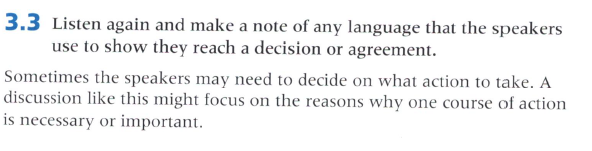 3.3 Listen again and make a note of any language that the speakers
use to show they reach a decision or agreement.
Sometimes the speakers may need to decide on what action to take. A
discussion like this might focus on the reasons why one course of action
is necessary or important.